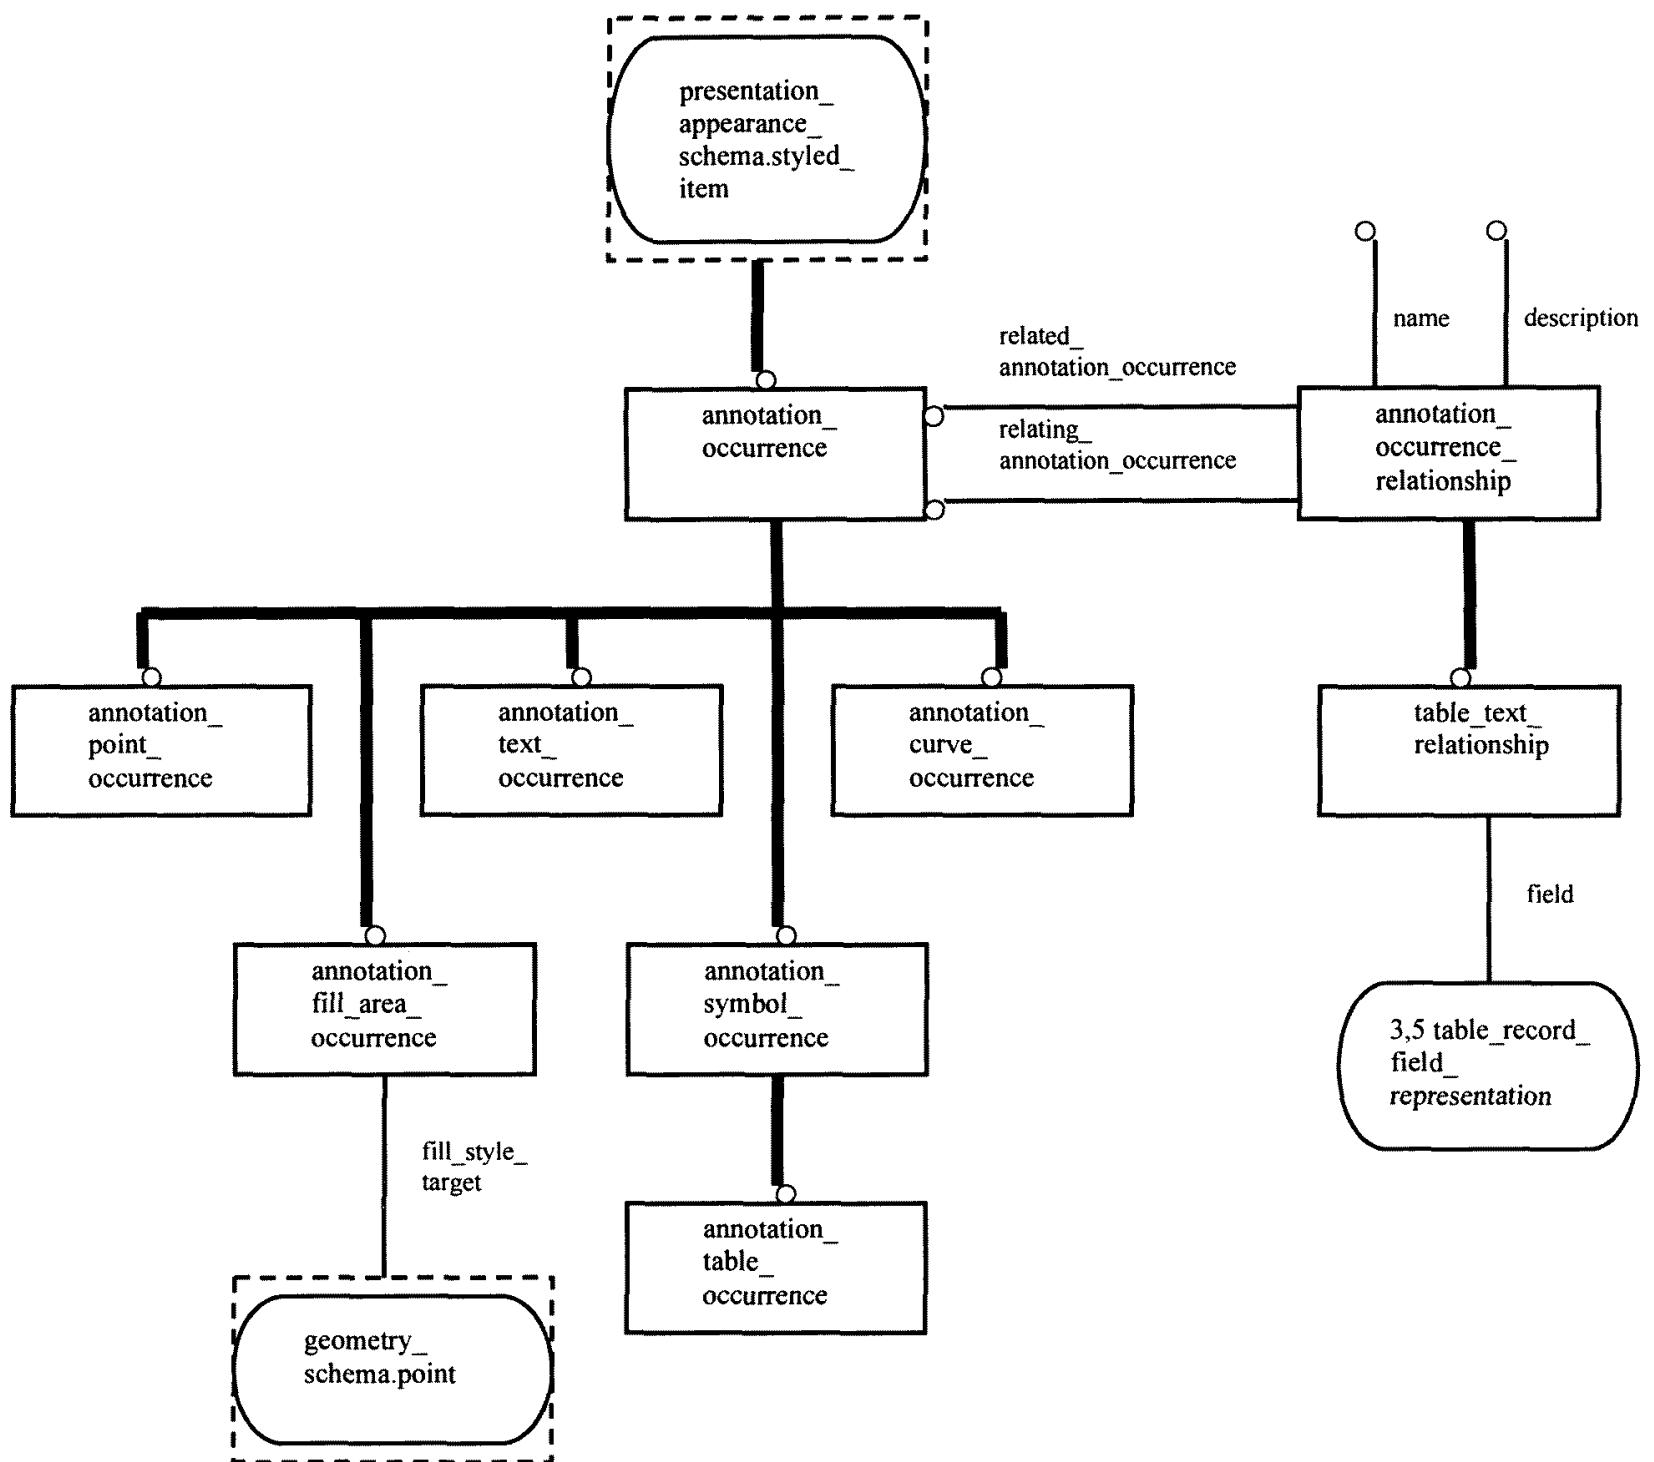 presentation_
appearance_
schema.styled_
item
name
description
related_
annotation_occurrence
annotation_
occurrence
relating_
annotation_occurrence
annotation_
occurrence_
relationship
annotation_
point_
occurrence
annotation_
text_
occurrence
annotation_
curve_
occurrence
table_text_
relationship
field
annotation_
fill_area_
occurrence
annotation_
symbol_
occurrence
3,5 table_record_
field_
representation
fill_style_
target
annotation_
table_
occurrence
geometry_
schema.point